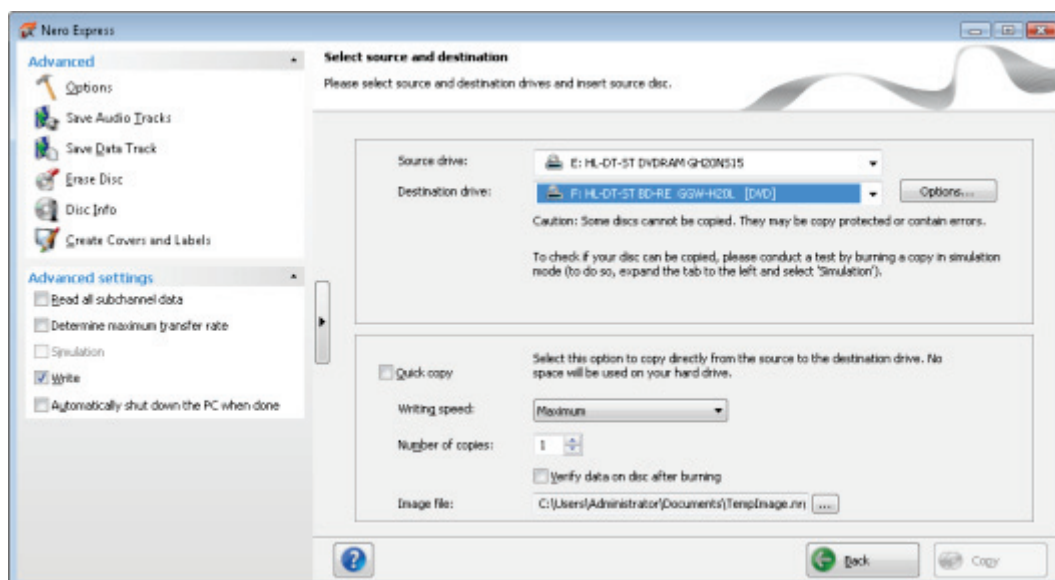 Nero Express
Advanced
Options
Save Audio Tracks
Save Data Track
Erase Disc
Disc Info
Create Covers and Labels
Advanced settings
Read all subchannel data
Determine maximum transfer rate
Simulation
Write
Automatically shut down the PC when done
Select source and destination
Please select source and destination drives and insert source disc.
Source drive:
E: HL-DT-ST DVDRAM GH20NS15
Destination drive:
F: HL-DT-ST BD-RE GGW-H20L [DVD]
Options...
Caution: Some discs cannot be copied. They may be copy protected or contain errors.
To check if your disc can be copied, please conduct a test by burning a copy in simulation
mode (to do so, expand the tab to the left and select 'Simulation').
Quick copy
Select this option to copy directly from the source to the destination drive. No
space will be used on your hard drive.
Writing speed:
Maximum
Number of copies:
1
Verify data on disc after burning
Image file:
C:\Users\Administrator\Documents\TempImage.nrg
...
?
Back
Copy